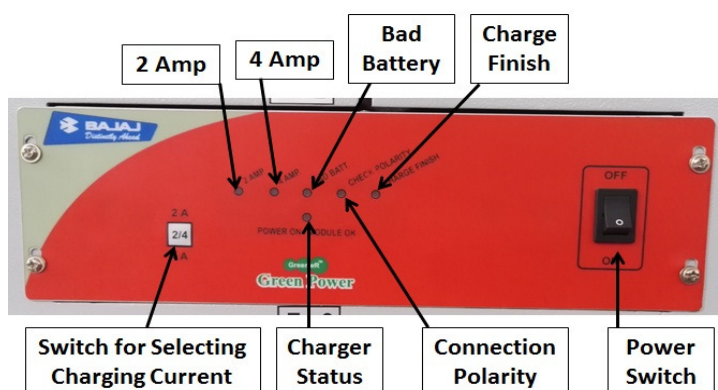 2 Amp
4 Amp
Bad
Battery
Charge
Finish
BAJAJ
Distinctly Ahead
2 AMP
AMP
BATT.
CHECK POLARITY
CHARGE FINISH
OFF
2 A
2/4
A
POWER ON
MODULE OK
Greensoft™
Green Power
Switch for Selecting
Charging Current
Charger
Status
Connection
Polarity
Power
Switch